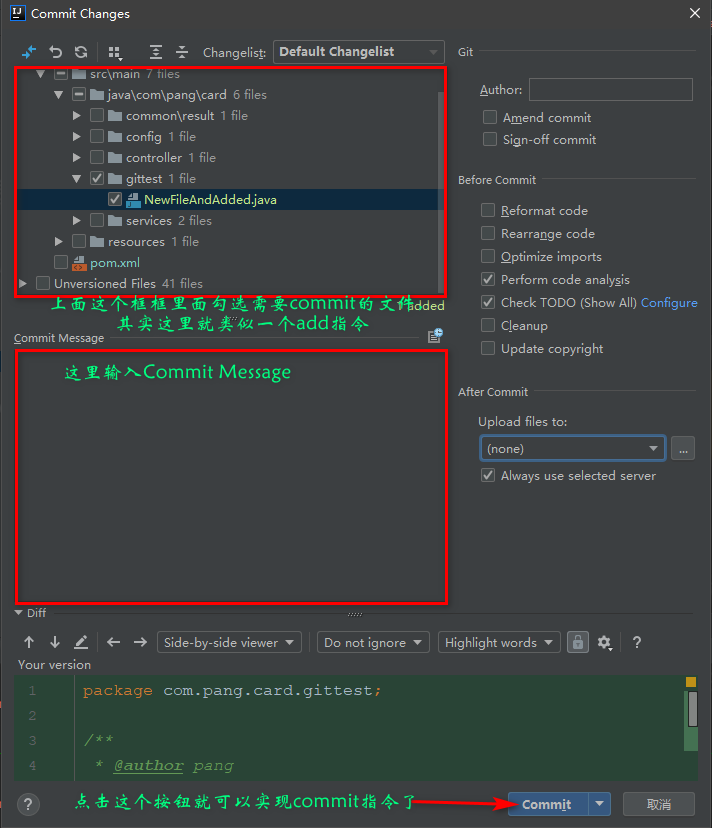 Commit Changes
Changelist: Default Changelist
src\main 7 files
java\com\pang\card 6 files
common\result 1 file
config 1 file
controller 1 file
gittest 1 file
NewFileAndAdded.java
services 2 files
resources 1 file
pom.xml
Unversioned Files 41 files
上面这个框框里面勾选需要commit的文件
1 added
其实这里就类似一个add指令
Commit Message
这里输入Commit Message
Git
Author:
Amend commit
Sign-off commit
Before Commit
Reformat code
Rearrange code
Optimize imports
Perform code analysis
Check TODO (Show All) Configure
Cleanup
Update copyright
After Commit
Upload files to:
(none)
...
Always use selected server
Diff
Side-by-side viewer Do not ignore Highlight words ?
Your version
1 package com.pang.card.gittest;
2
3 /**
4 * @author pang
? 点击这个按钮就可以实现commit指令了 Commit 取消